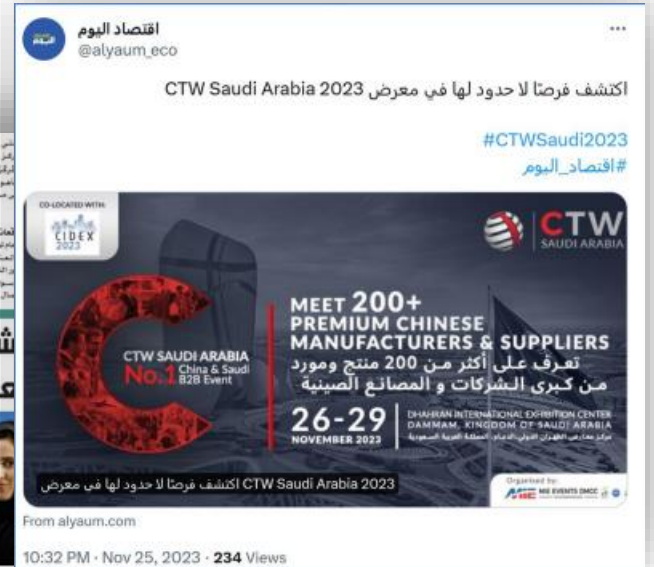 اقتصاد اليوم
@alyaum_eco
اكتشف فرصًا لا حدود لها في معرض CTW Saudi Arabia 2023
#CTWSaudi2023
#اقتصاد_اليوم
CO-LOCATED WITH:
CIDEX
2023
CTW
SAUDI ARABIA
MEET 200+
PREMIUM CHINESE
MANUFACTURERS & SUPPLIERS
تعرف على أكثر من 200 منتج ومورد
من كبرى الشركات و المصانع الصينية
CTW SAUDI ARABIA
No.1 China & Saudi
B2B Event
26-29
NOVEMBER 2023
DHAHRAN INTERNATIONAL EXHIBITION CENTER
DAMMAM, KINGDOM OF SAUDI ARABIA
مركز معارض الظهران الدولي، الدمام، المملكة العربية السعودية
Organised by:
MIE EVENTS DMCC
اكتشف فرصًا لا حدود لها في معرض CTW Saudi Arabia 2023
From alyaum.com
10:32 PM · Nov 25, 2023 · 234 Views